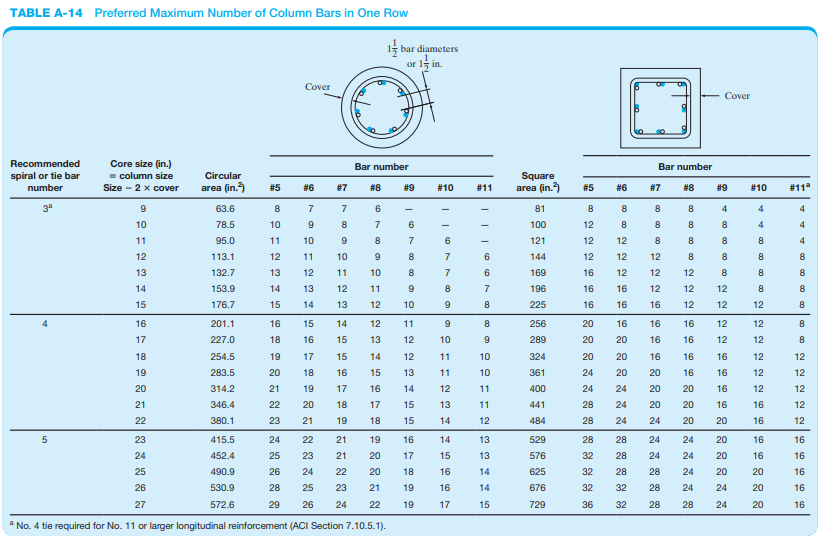 TABLE A-14 Preferred Maximum Number of Column Bars in One Row
1 1/2 bar diameters
or 1 1/2 in.
Cover
Cover
Recommended spiral or tie bar number Core size (in.) = column size Size − 2 × cover Circular area (in.²) Bar number #5 #6 #7 #8 #9 #10 #11 Square area (in.²) Bar number #5 #6 #7 #8 #9 #10 #11ª
3ª 9 63.6 8 7 7 6 — — — 81 8 8 8 8 4 4 4
10 78.5 10 9 8 7 6 — — 100 12 8 8 8 8 4 4
11 95.0 11 10 9 8 7 6 — 121 12 12 8 8 8 8 4
12 113.1 12 11 10 9 8 7 6 144 12 12 12 8 8 8 8
13 132.7 13 12 11 10 8 7 6 169 16 12 12 12 8 8 8
14 153.9 14 13 12 11 9 8 7 196 16 16 12 12 12 8 8
15 176.7 15 14 13 12 10 9 8 225 16 16 16 12 12 12 8
4 16 201.1 16 15 14 12 11 9 8 256 20 16 16 16 12 12 8
17 227.0 18 16 15 13 12 10 9 289 20 20 16 16 12 12 8
18 254.5 19 17 15 14 12 11 10 324 20 20 16 16 16 12 12
19 283.5 20 18 16 15 13 11 10 361 24 20 20 16 16 12 12
20 314.2 21 19 17 16 14 12 11 400 24 24 20 20 16 12 12
21 346.4 22 20 18 17 15 13 11 441 28 24 20 20 16 16 12
22 380.1 23 21 19 18 15 14 12 484 28 24 24 20 20 16 12
5 23 415.5 24 22 21 19 16 14 13 529 28 28 24 24 20 16 16
24 452.4 25 23 21 20 17 15 13 576 32 28 24 24 20 16 16
25 490.9 26 24 22 20 18 16 14 625 32 28 28 24 20 20 16
26 530.9 28 25 23 21 19 16 14 676 32 32 28 24 24 20 16
27 572.6 29 26 24 22 19 17 15 729 36 32 28 28 24 20 16
ª No. 4 tie required for No. 11 or larger longitudinal reinforcement (ACI Section 7.10.5.1).